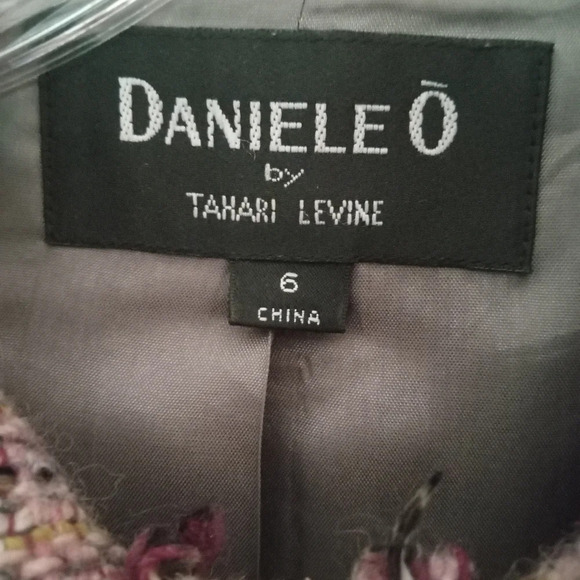 DANIELE Ō
by
TAHARI LEVINE
6
CHINA